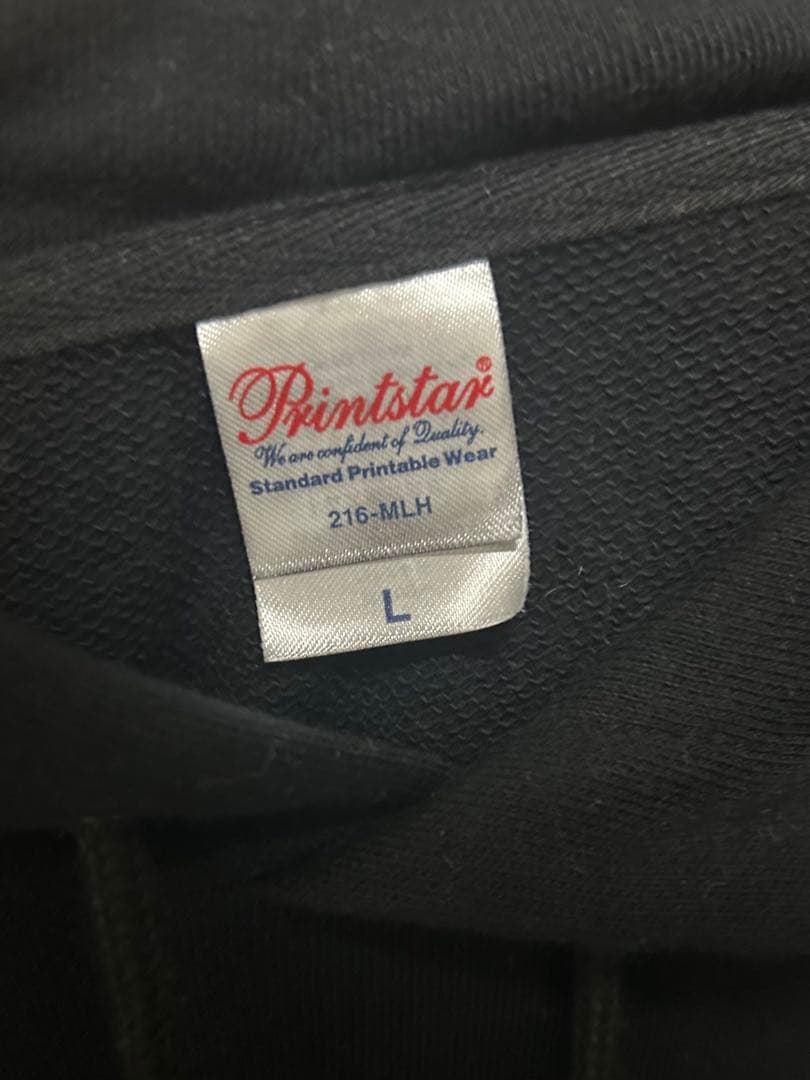 Printstar®
We are confident of Quality.
Standard Printable Wear
216-MLH
L